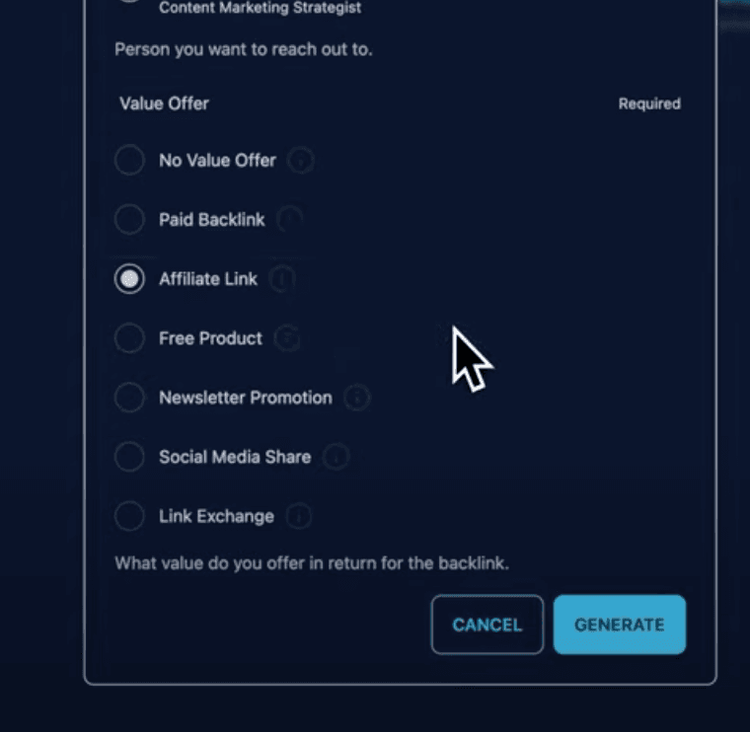 Content Marketing Strategist
Person you want to reach out to.
Value Offer Required
No Value Offer
Paid Backlink
Affiliate Link
Free Product
Newsletter Promotion
Social Media Share
Link Exchange
What value do you offer in return for the backlink.
CANCEL GENERATE